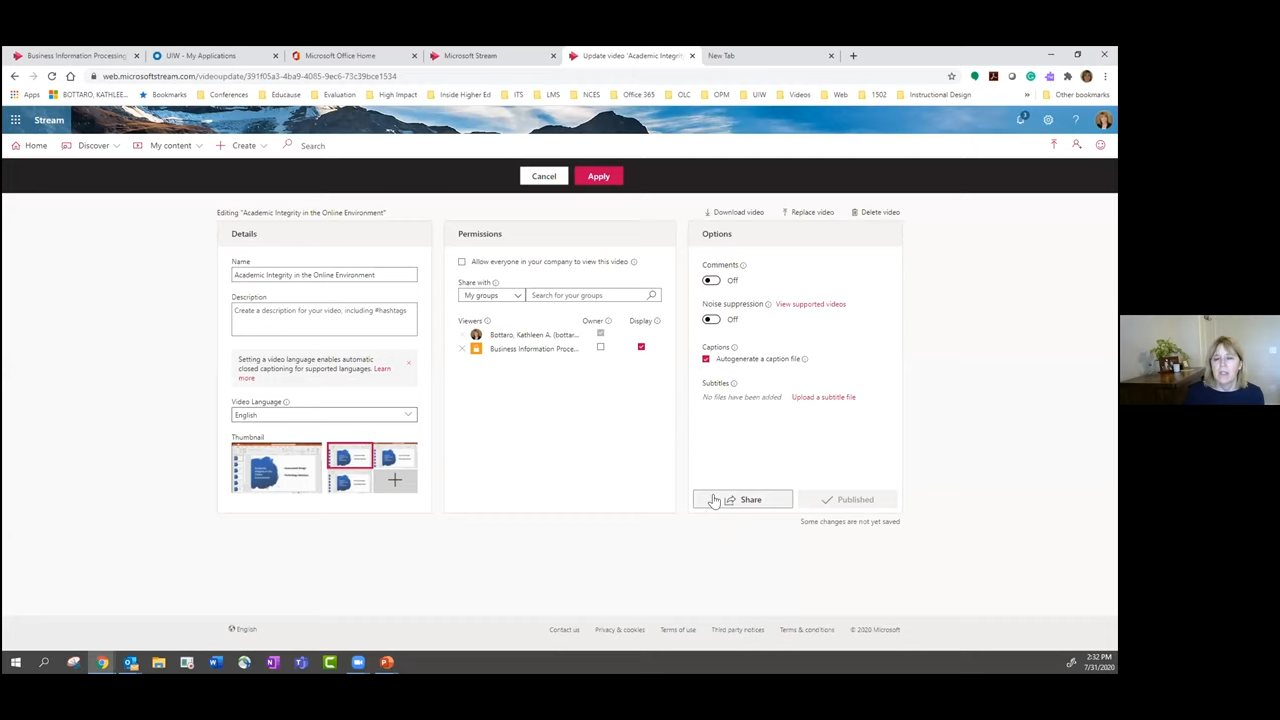 Business Information Processing
UIW - My Applications
Microsoft Office Home
Microsoft Stream
Update video 'Academic Integrit
New Tab
web.microsoftstream.com/videoupdate/391f05a3-4ba9-4085-9ec6-73c39bce1534
Apps
BOTTARO, KATHLEE...
Bookmarks
Conferences
Educause
Evaluation
High Impact
Inside Higher Ed
ITS
LMS
NCES
Office 365
OLC
OPM
UIW
Videos
Web
1502
Instructional Design
»
Other bookmarks
Stream
Home
Discover
My content
Create
Search
Cancel
Apply
Editing "Academic Integrity in the Online Environment"
Download video
Replace video
Delete video
Details
Name
Academic Integrity in the Online Environment
Description
Create a description for your video, including #hashtags
Setting a video language enables automatic
closed captioning for supported languages. Learn
more
Video Language
English
Thumbnail
Permissions
Allow everyone in your company to view this video
Share with
My groups
Search for your groups
Viewers
Owner
Display
Bottaro, Kathleen A. (bottar...
Business Information Proce...
Options
Comments
Off
Noise suppression
View supported videos
Off
Captions
Autogenerate a caption file
Subtitles
No files have been added
Upload a subtitle file
Share
Published
Some changes are not yet saved
English
Contact us
Privacy & cookies
Terms of use
Third party notices
Terms & conditions
© 2020 Microsoft
2:32 PM
7/31/2020